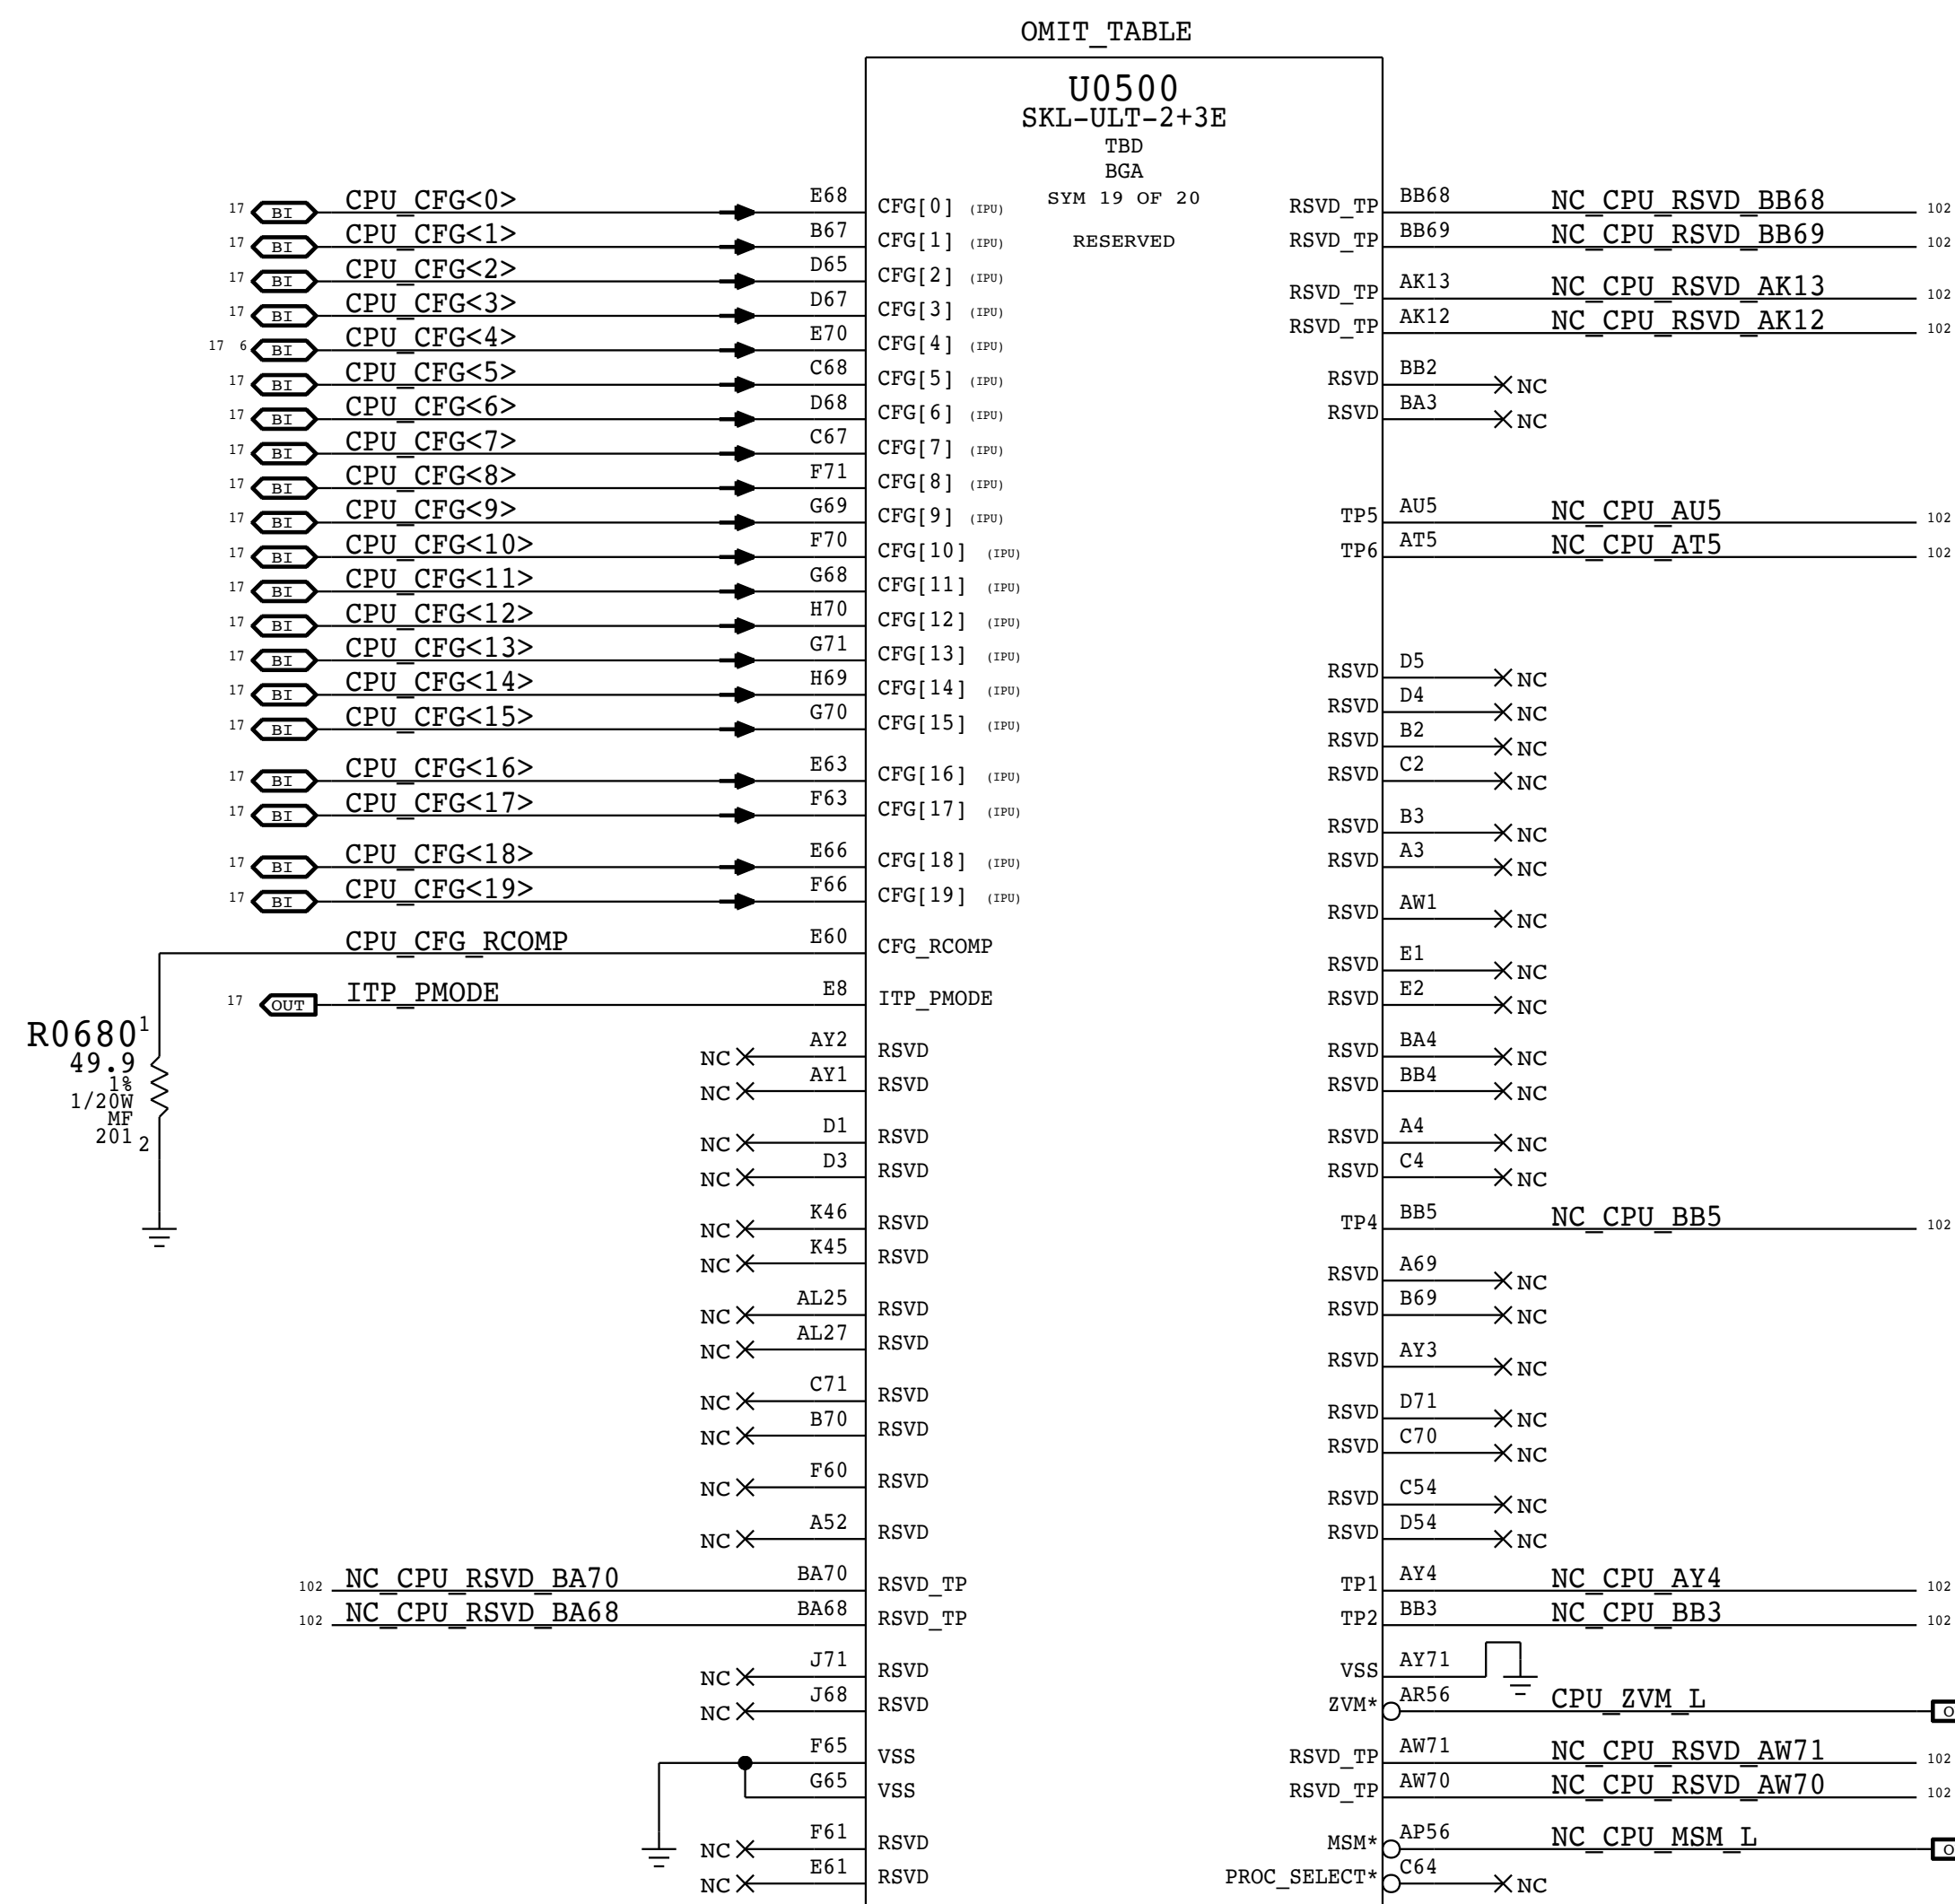 OMIT_TABLE
U0500
SKL-ULT-2+3E
TBD
BGA
SYM 19 OF 20
RESERVED
17 BI CPU_CFG<0> E68 CFG[0] (IPU)
17 BI CPU_CFG<1> B67 CFG[1] (IPU)
17 BI CPU_CFG<2> D65 CFG[2] (IPU)
17 BI CPU_CFG<3> D67 CFG[3] (IPU)
17 6 BI CPU_CFG<4> E70 CFG[4] (IPU)
17 BI CPU_CFG<5> C68 CFG[5] (IPU)
17 BI CPU_CFG<6> D68 CFG[6] (IPU)
17 BI CPU_CFG<7> C67 CFG[7] (IPU)
17 BI CPU_CFG<8> F71 CFG[8] (IPU)
17 BI CPU_CFG<9> G69 CFG[9] (IPU)
17 BI CPU_CFG<10> F70 CFG[10] (IPU)
17 BI CPU_CFG<11> G68 CFG[11] (IPU)
17 BI CPU_CFG<12> H70 CFG[12] (IPU)
17 BI CPU_CFG<13> G71 CFG[13] (IPU)
17 BI CPU_CFG<14> H69 CFG[14] (IPU)
17 BI CPU_CFG<15> G70 CFG[15] (IPU)
17 BI CPU_CFG<16> E63 CFG[16] (IPU)
17 BI CPU_CFG<17> F63 CFG[17] (IPU)
17 BI CPU_CFG<18> E66 CFG[18] (IPU)
17 BI CPU_CFG<19> F66 CFG[19] (IPU)
CPU_CFG_RCOMP E60 CFG_RCOMP
17 OUT ITP_PMODE E8 ITP_PMODE
R0680 1
49.9
1%
1/20W
MF
201 2
NC AY2 RSVD
NC AY1 RSVD
NC D1 RSVD
NC D3 RSVD
NC K46 RSVD
NC K45 RSVD
NC AL25 RSVD
NC AL27 RSVD
NC C71 RSVD
NC B70 RSVD
NC F60 RSVD
NC A52 RSVD
102 NC_CPU_RSVD_BA70 BA70 RSVD_TP
102 NC_CPU_RSVD_BA68 BA68 RSVD_TP
NC J71 RSVD
NC J68 RSVD
F65 VSS
G65 VSS
NC F61 RSVD
NC E61 RSVD
RSVD_TP BB68 NC_CPU_RSVD_BB68 102
RSVD_TP BB69 NC_CPU_RSVD_BB69 102
RSVD_TP AK13 NC_CPU_RSVD_AK13 102
RSVD_TP AK12 NC_CPU_RSVD_AK12 102
RSVD BB2 NC
RSVD BA3 NC
TP5 AU5 NC_CPU_AU5 102
TP6 AT5 NC_CPU_AT5 102
RSVD D5 NC
RSVD D4 NC
RSVD B2 NC
RSVD C2 NC
RSVD B3 NC
RSVD A3 NC
RSVD AW1 NC
RSVD E1 NC
RSVD E2 NC
RSVD BA4 NC
RSVD BB4 NC
RSVD A4 NC
RSVD C4 NC
TP4 BB5 NC_CPU_BB5 102
RSVD A69 NC
RSVD B69 NC
RSVD AY3 NC
RSVD D71 NC
RSVD C70 NC
RSVD C54 NC
RSVD D54 NC
TP1 AY4 NC_CPU_AY4 102
TP2 BB3 NC_CPU_BB3 102
VSS AY71
ZVM* AR56 CPU_ZVM_L
RSVD_TP AW71 NC_CPU_RSVD_AW71 102
RSVD_TP AW70 NC_CPU_RSVD_AW70 102
MSM* AP56 NC_CPU_MSM_L
PROC_SELECT* C64 NC